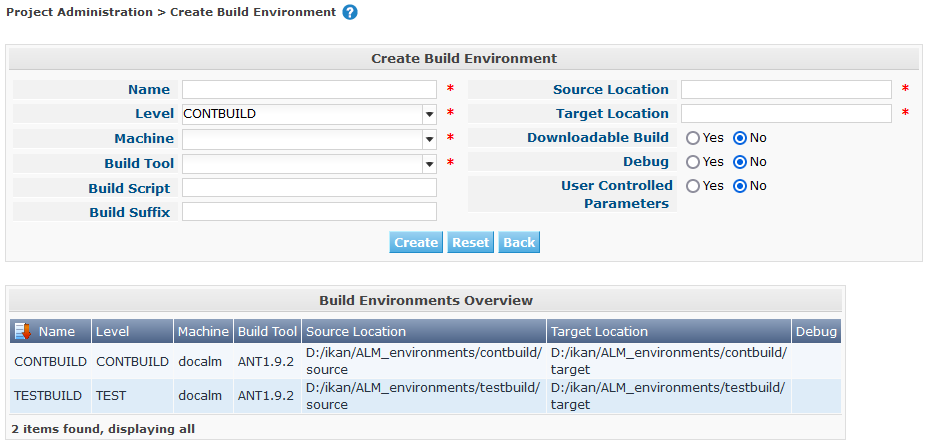 Project Administration > Create Build Environment ?
Create Build Environment
Name * Source Location *
Level CONTBUILD * Target Location *
Machine * Downloadable Build Yes No
Build Tool * Debug Yes No
Build Script User Controlled Parameters Yes No
Build Suffix
Create Reset Back
Build Environments Overview
Name Level Machine Build Tool Source Location Target Location Debug
CONTBUILD CONTBUILD docalm ANT1.9.2 D:/ikan/ALM_environments/contbuild/source D:/ikan/ALM_environments/contbuild/target
TESTBUILD TEST docalm ANT1.9.2 D:/ikan/ALM_environments/testbuild/source D:/ikan/ALM_environments/testbuild/target
2 items found, displaying all